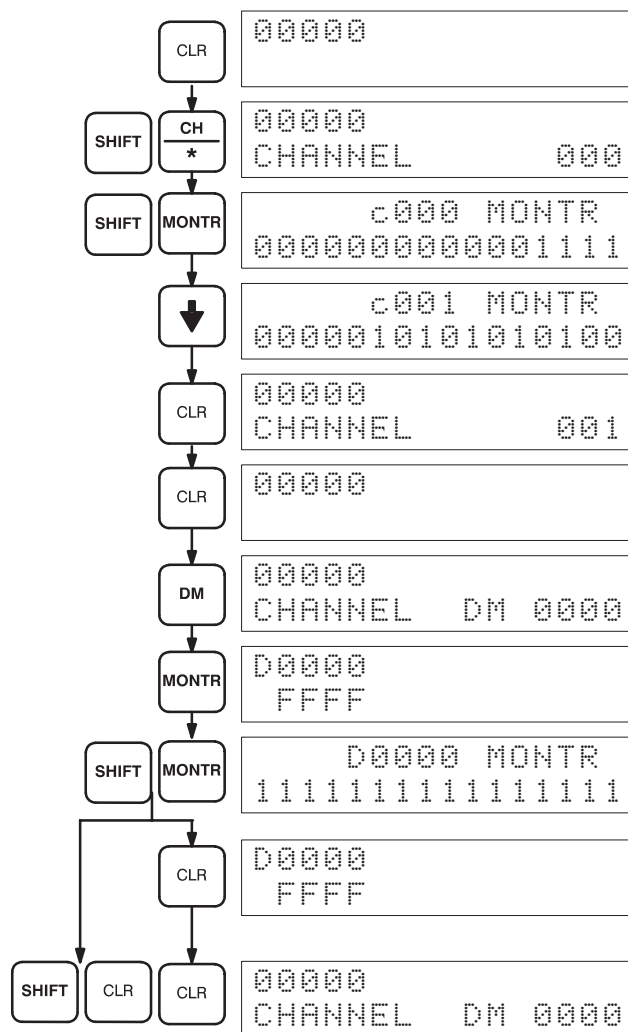 CLR
00000
SHIFT
CH
*
00000
CHANNEL 000
SHIFT
MONTR
c000 MONTR
0000000000001111
c001 MONTR
0000010101010100
CLR
00000
CHANNEL 001
CLR
00000
DM
00000
CHANNEL DM 0000
MONTR
D0000
FFFF
SHIFT
MONTR
D0000 MONTR
1111111111111111
CLR
D0000
FFFF
SHIFT
CLR
CLR
00000
CHANNEL DM 0000